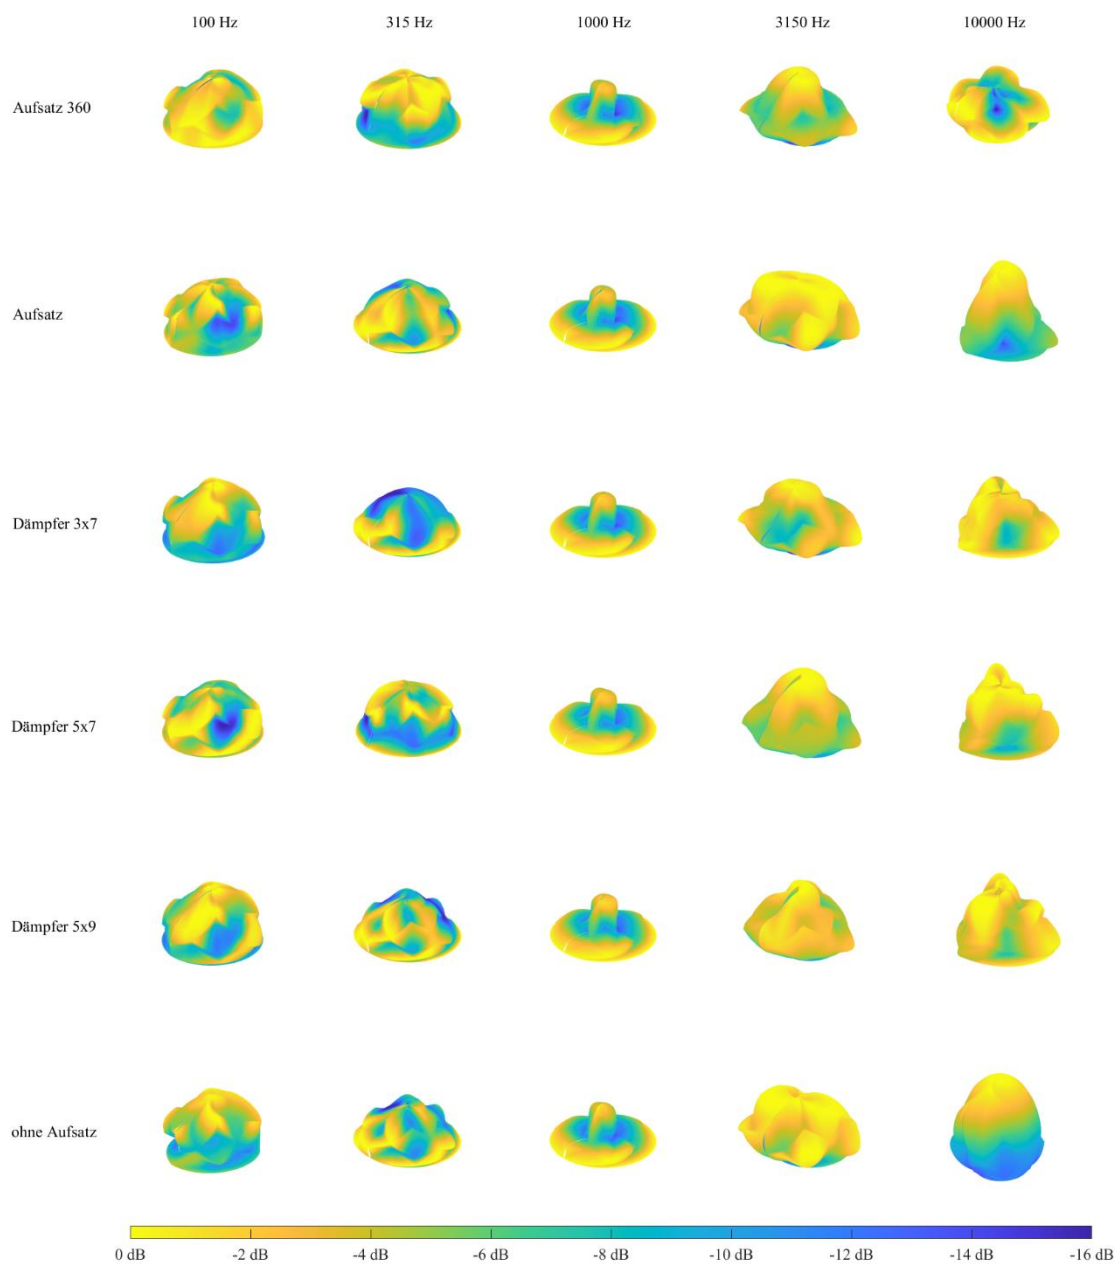 100 Hz 315 Hz 1000 Hz 3150 Hz 10000 Hz
Aufsatz 360
Aufsatz
Dämpfer 3x7
Dämpfer 5x7
Dämpfer 5x9
ohne Aufsatz
0 dB -2 dB -4 dB -6 dB -8 dB -10 dB -12 dB -14 dB -16 dB